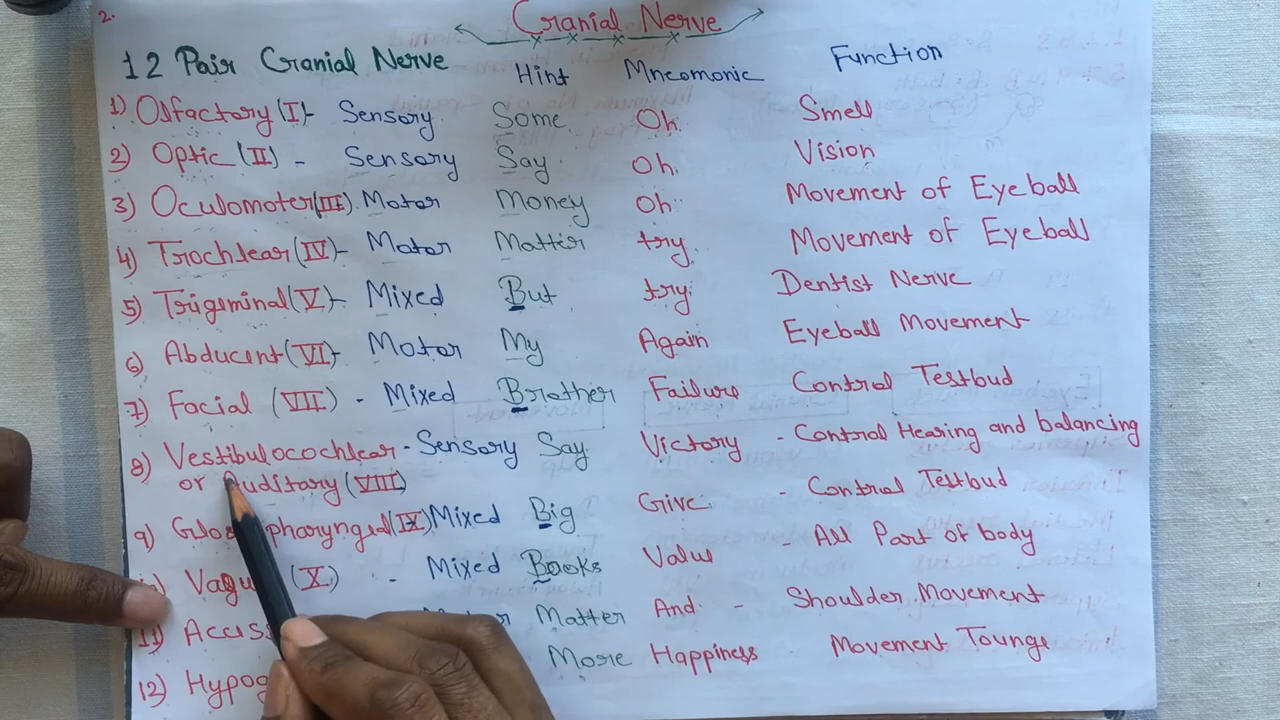 2.
Cranial Nerve
12 Pair Cranial Nerve Hint Mnemonic Function
1) Olfactory (I)- Sensory Some Oh Smell
2) Optic (II) - Sensory Say Oh Vision
3) Oculomoter (III) Motor Money Oh Movement of Eyeball
4) Trochlear (IV)- Motor Matter try Movement of Eyeball
5) Trigeminal (V)- Mixed But try Dentist Nerve
6) Abducent (VI)- Motor My Again Eyeball Movement
7) Facial (VII) - Mixed Brother Failure Control Testbud
8) Vestibulocochlear - Sensory Say Victory - Control Hearing and balancing
or Auditary (VIII)
9) (IX) Mixed Big Give - Control Testbud
(X) - Mixed Books Value - All Part of body
11) Matter And - Shoulder Movement
12) More Happiness Movement Tounge